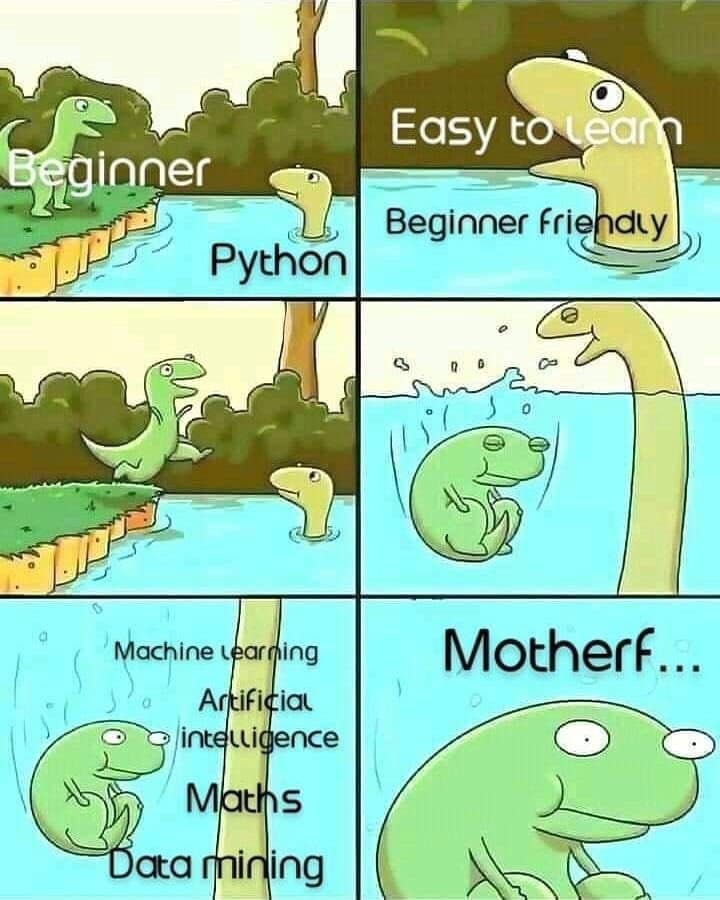 Beginner
Python
Easy to Learn
Beginner friendly
Machine learning
Artificial
intelligence
Maths
Data mining
Motherf...